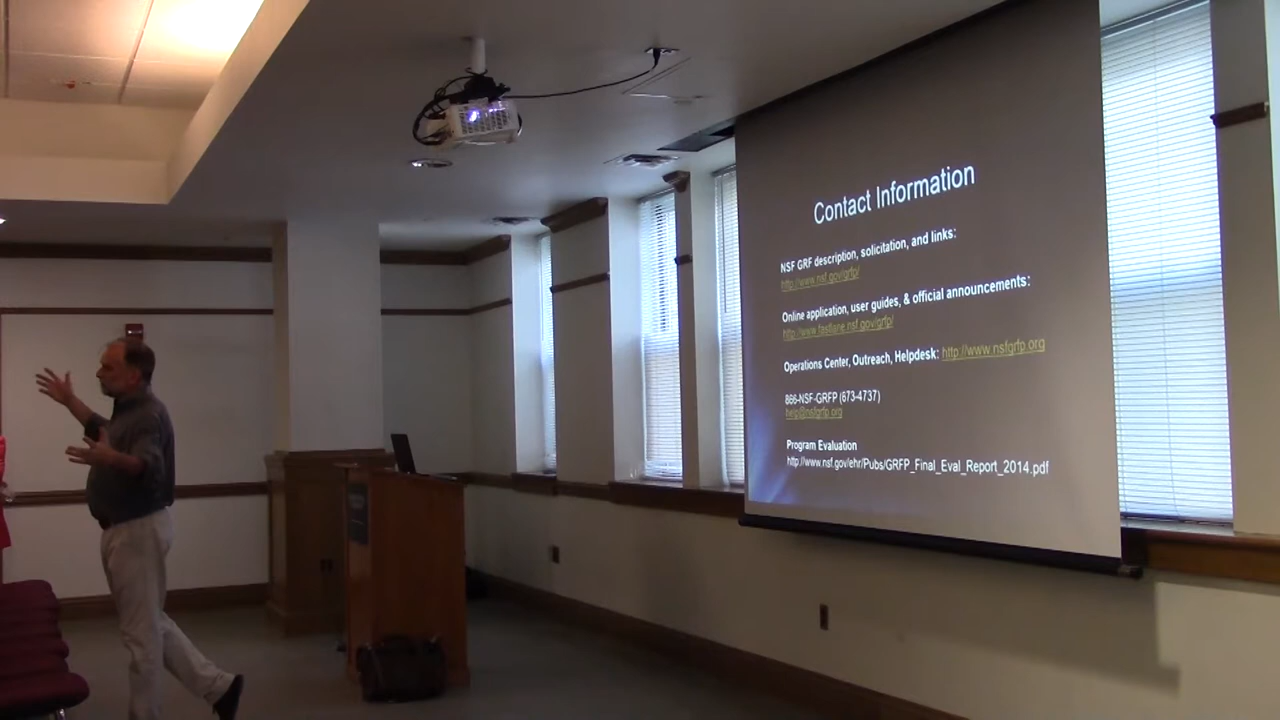 Contact Information
NSF GRF description, solicitation, and links:
http://www.nsf.gov/grfp/
Online application, user guides, & official announcements:
http://www.fastlane.nsf.gov/grfp/
Operations Center, Outreach, Helpdesk: http://www.nsfgrfp.org
866-NSF-GRFP (673-4737)
help@nsfgrfp.org
Program Evaluation
http://www.nsf.gov/ehr/Pubs/GRFP_Final_Eval_Report_2014.pdf